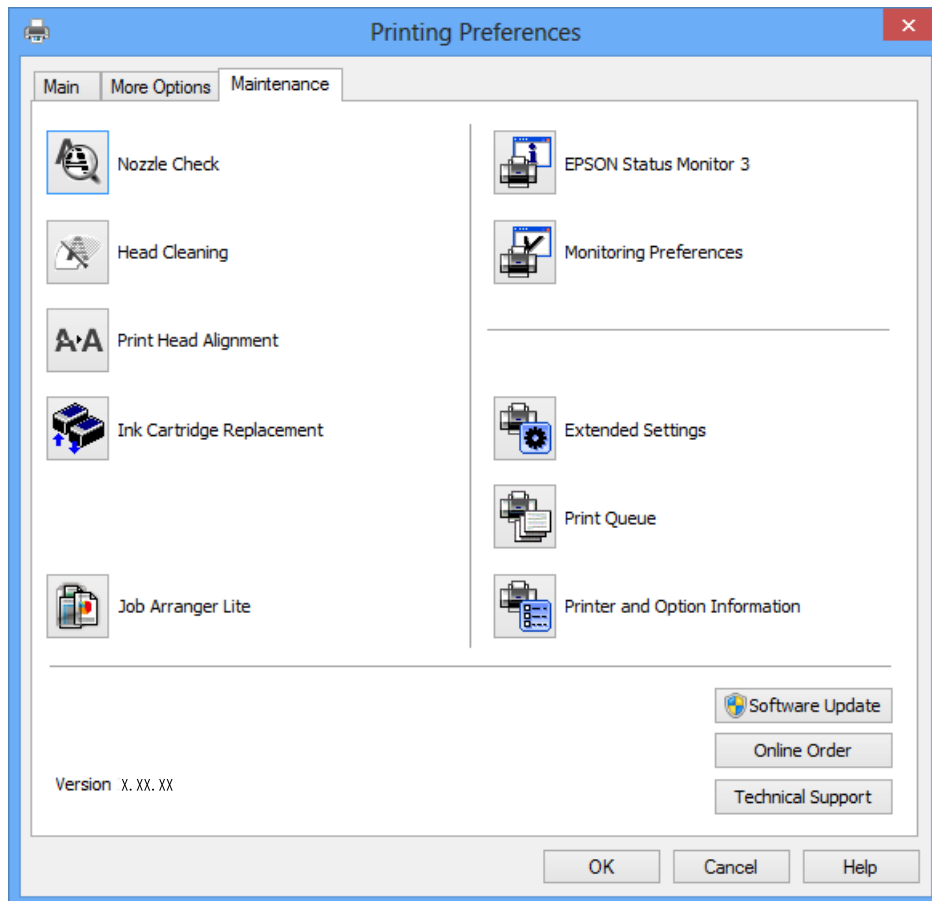 Printing Preferences
Main
More Options
Maintenance
Nozzle Check
Head Cleaning
Print Head Alignment
Ink Cartridge Replacement
Job Arranger Lite
EPSON Status Monitor 3
Monitoring Preferences
Extended Settings
Print Queue
Printer and Option Information
Software Update
Online Order
Technical Support
Version X.XX.XX
OK
Cancel
Help